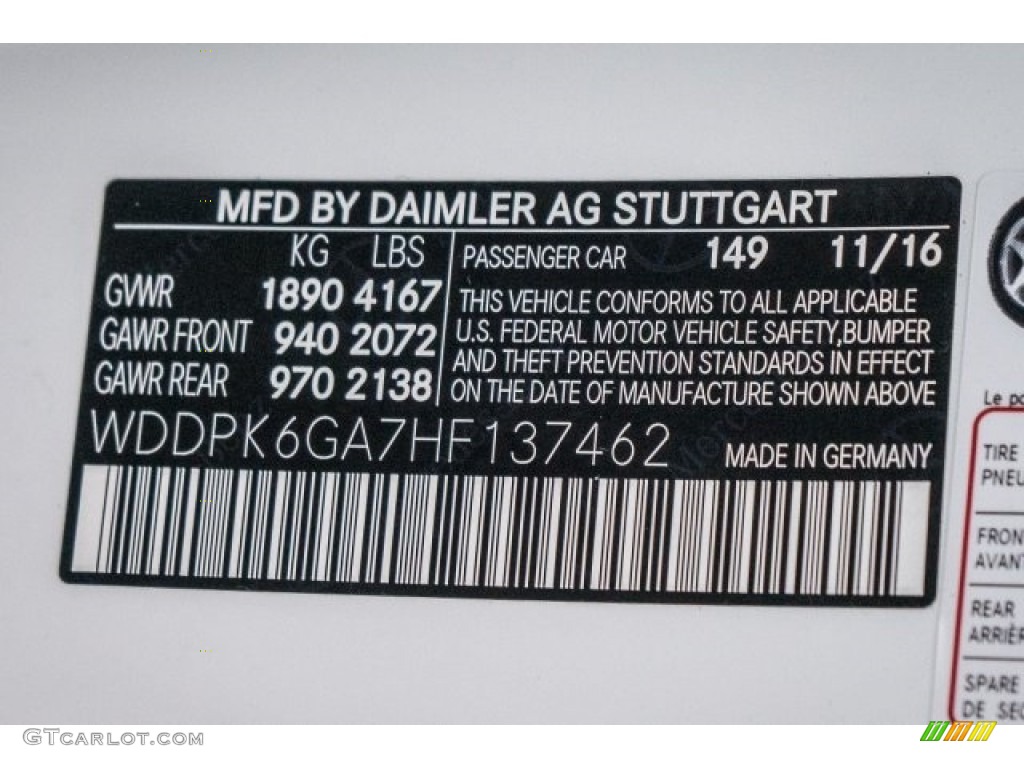 MFD BY DAIMLER AG STUTTGART
KG LBS
GVWR 1890 4167
GAWR FRONT 940 2072
GAWR REAR 970 2138
PASSENGER CAR 149 11/16
THIS VEHICLE CONFORMS TO ALL APPLICABLE
U.S. FEDERAL MOTOR VEHICLE SAFETY, BUMPER
AND THEFT PREVENTION STANDARDS IN EFFECT
ON THE DATE OF MANUFACTURE SHOWN ABOVE
WDDPK6GA7HF137462 MADE IN GERMANY
Le
TIRE
PNEU
FRON
AVANT
REAR
ARRIÈR
SPARE
DE SEC
GTCarLot.com